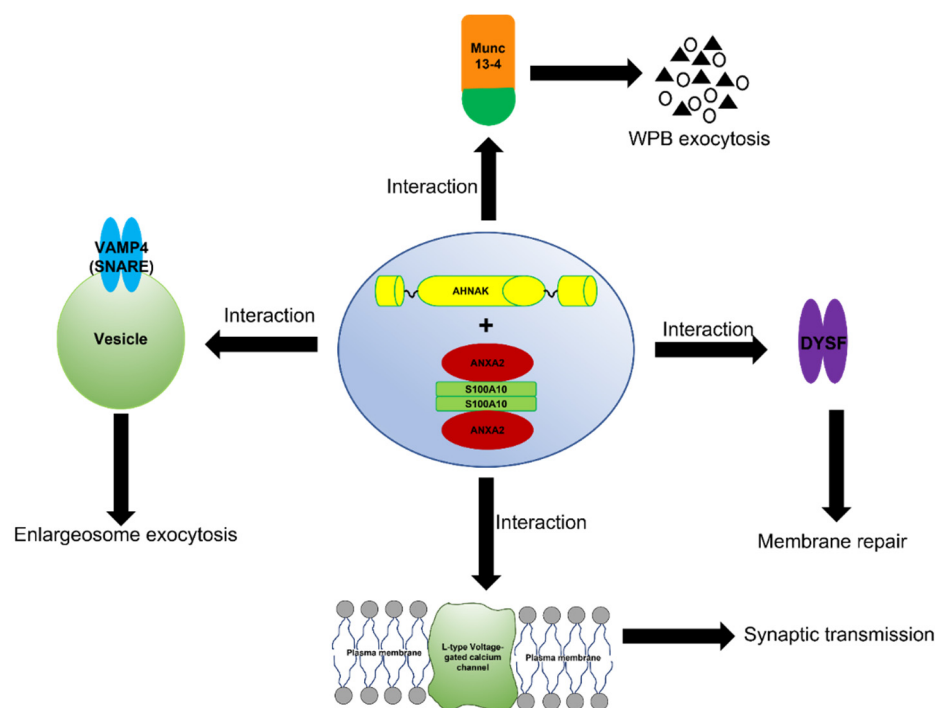 Munc
13-4
WPB exocytosis
Interaction
VAMP4
(SNARE)
Vesicle
Interaction
AHNAK
+
ANXA2
S100A10
S100A10
ANXA2
Interaction
DYSF
Enlargeosome exocytosis
Interaction
Membrane repair
Plasma membrane
L-type Voltage-
gated calcium
channel
Plasma membrane
Synaptic transmission